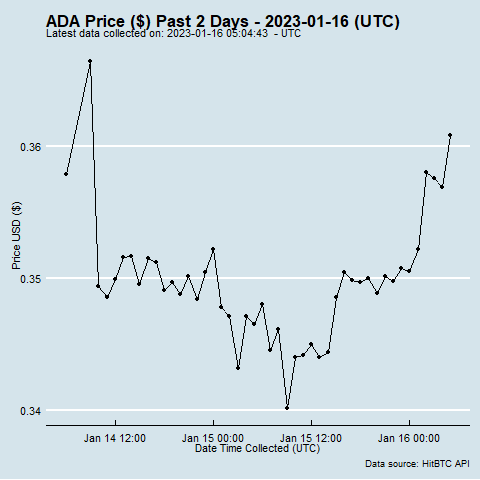 ADA Price ($) Past 2 Days - 2023-01-16 (UTC)
Latest data collected on: 2023-01-16 05:04:43 - UTC
0.36
0.35
0.34
Price USD ($)
Jan 14 12:00 Jan 15 00:00 Jan 15 12:00 Jan 16 00:00
Date Time Collected (UTC)
Data source: HitBTC API